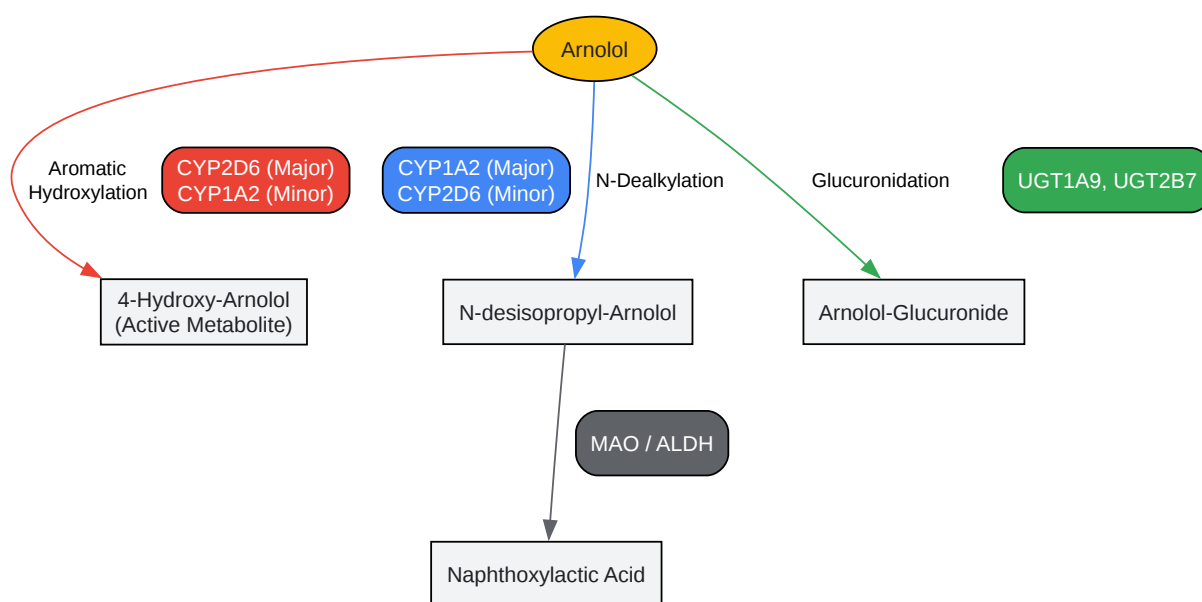 Arnolol
Aromatic
Hydroxylation
CYP2D6 (Major)
CYP1A2 (Minor)
CYP1A2 (Major)
CYP2D6 (Minor)
N-Dealkylation
Glucuronidation
UGT1A9, UGT2B7
4-Hydroxy-Arnolol
(Active Metabolite)
N-desisopropyl-Arnolol
Arnolol-Glucuronide
MAO / ALDH
Naphthoxylactic Acid